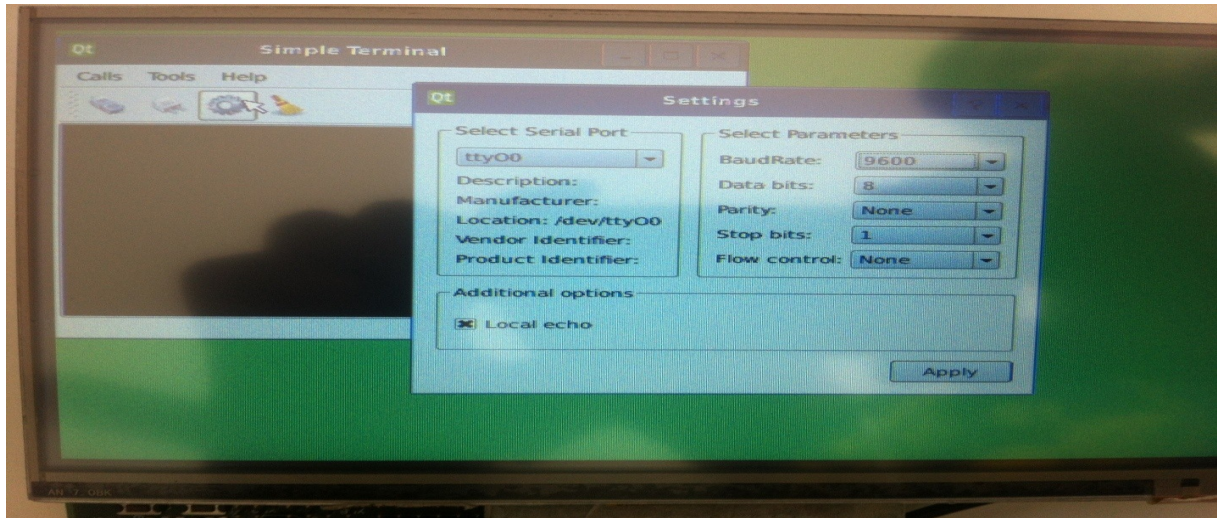 Qt Simple Terminal
Calls Tools Help
Qt Settings
Select Serial Port
ttyO0
Description:
Manufacturer:
Location: /dev/ttyO0
Vendor Identifier:
Product Identifier:
Select Parameters
BaudRate: 9600
Data bits: 8
Parity: None
Stop bits: 1
Flow control: None
Additional options
Local echo
Apply